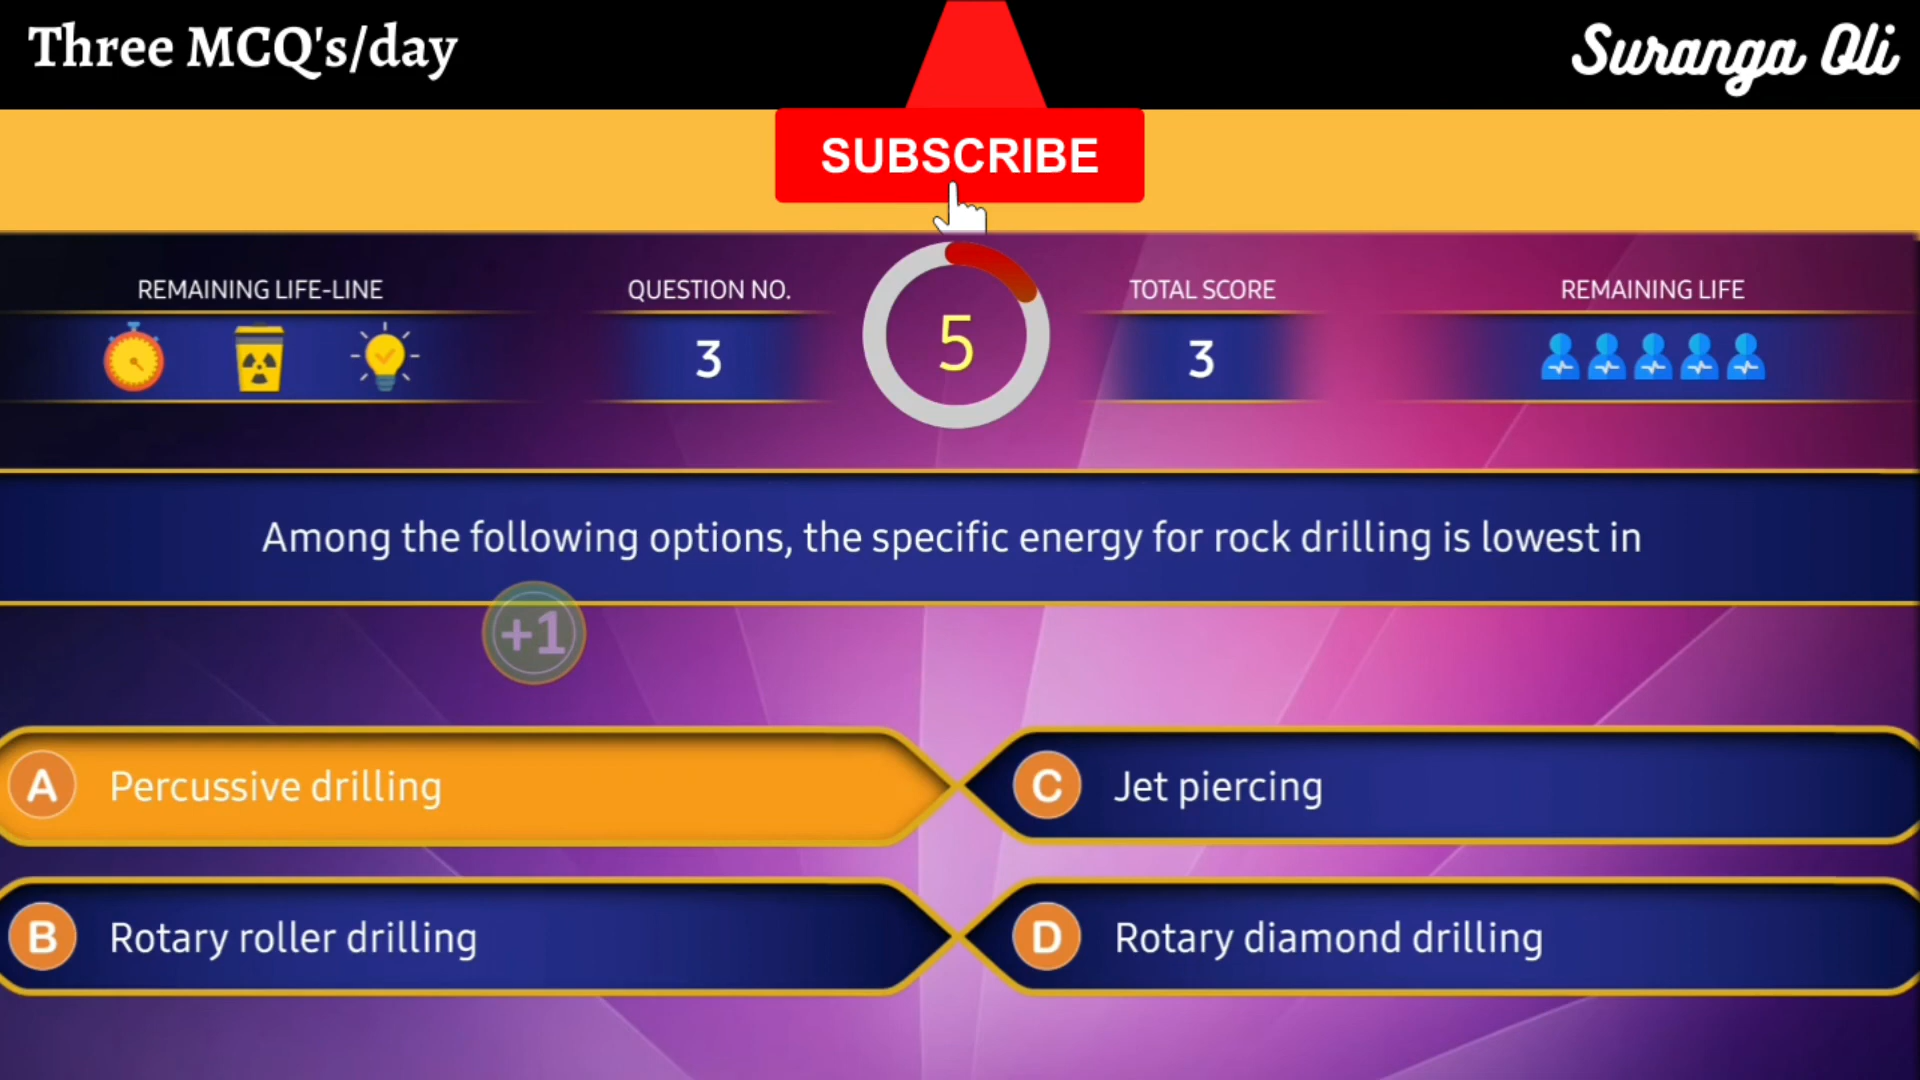 Three MCQ's/day
Suranga Oli
SUBSCRIBE
REMAINING LIFE-LINE
QUESTION NO.
3
5
TOTAL SCORE
3
REMAINING LIFE
Among the following options, the specific energy for rock drilling is lowest in
+1
A Percussive drilling
C Jet piercing
B Rotary roller drilling
D Rotary diamond drilling